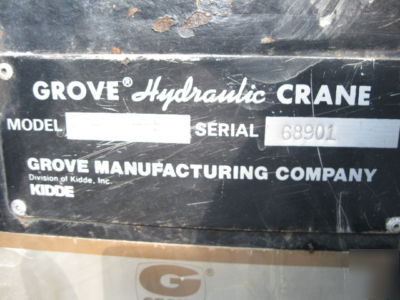 GROVE® Hydraulic CRANE
MODEL SERIAL 68901
GROVE MANUFACTURING COMPANY
Division of Kidde, Inc.
KIDDE
G